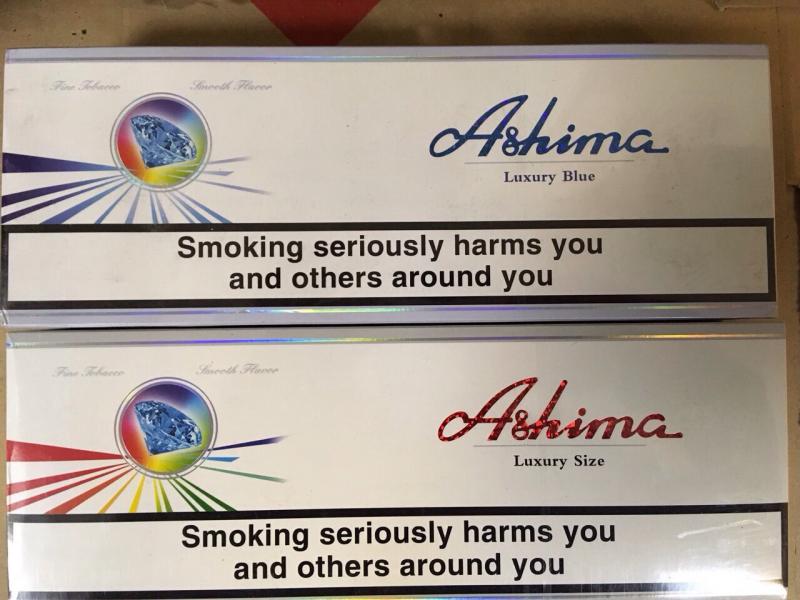 Fine Tobacco Smooth Flavor
Ashima
Luxury Blue
Smoking seriously harms you
and others around you
Fine Tobacco Smooth Flavor
Ashima
Luxury Size
Smoking seriously harms you
and others around you